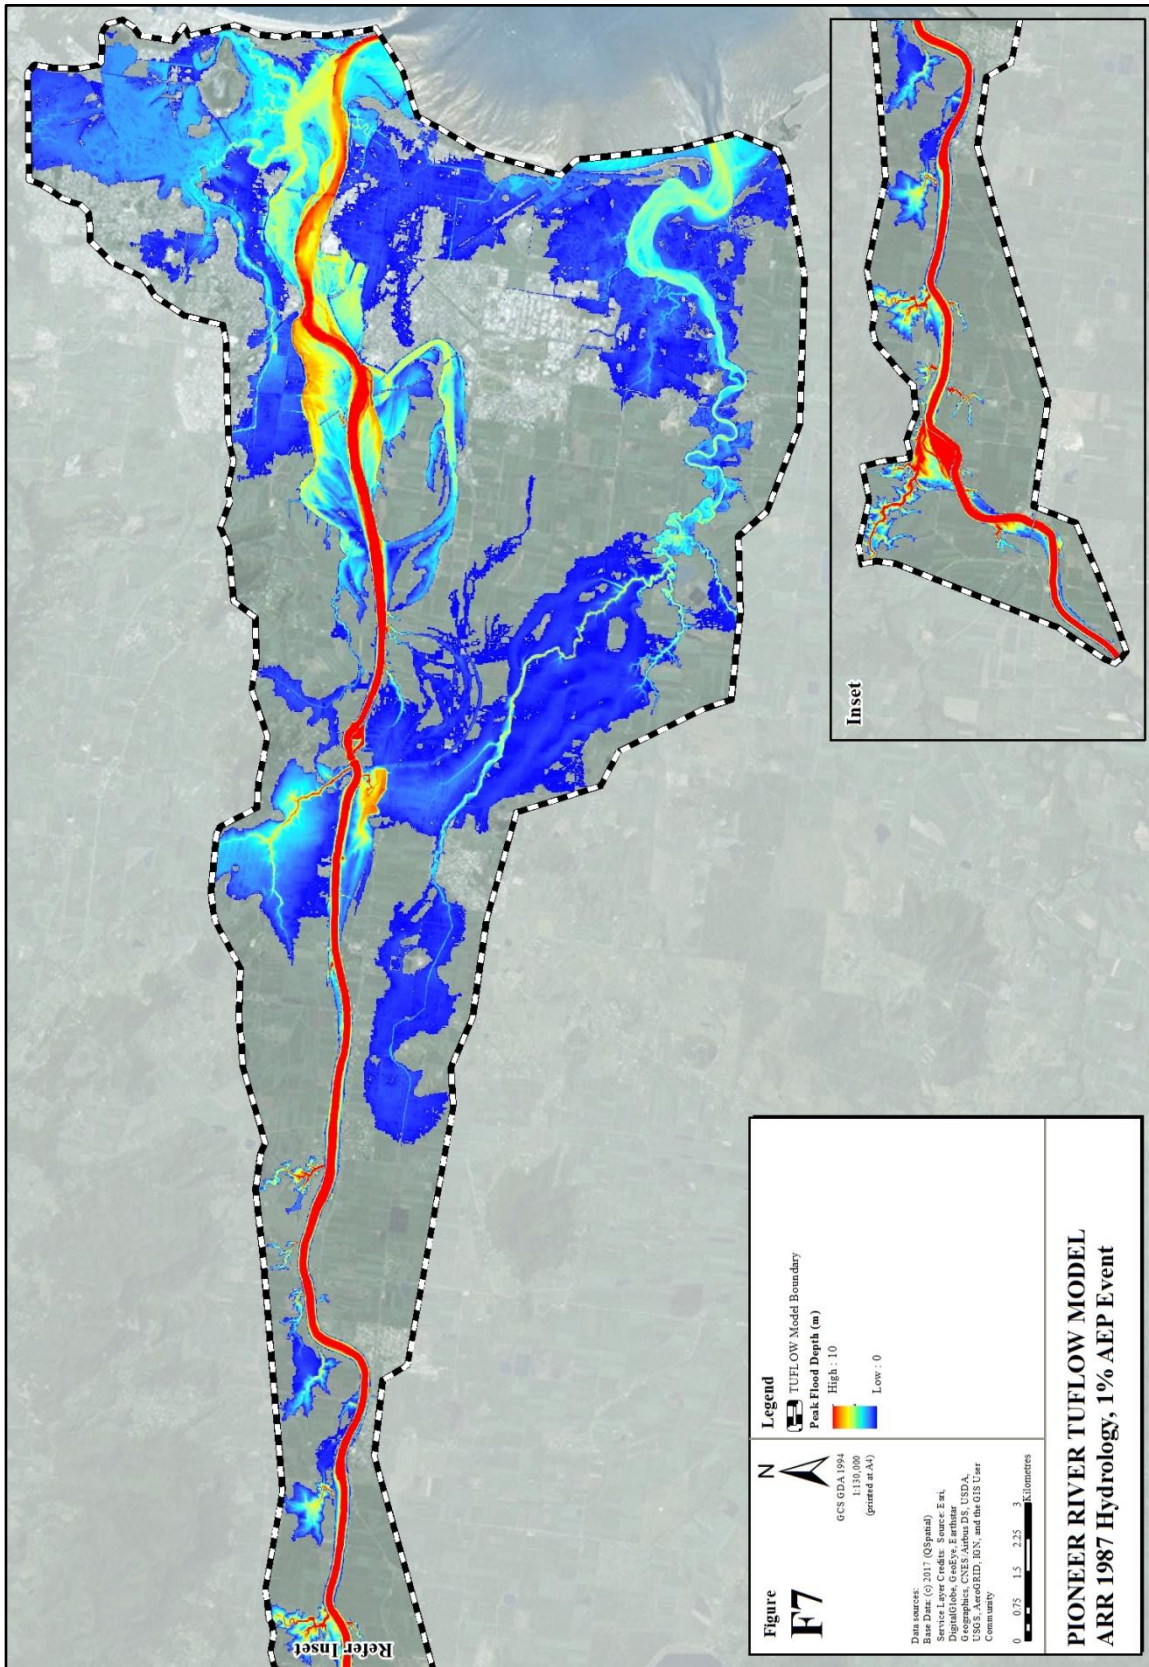 Inset
Refer Inset
Figure
F7
N
GCS GDA 1994
1:130,000
(printed at A4)
Data sources:
Base Data: (c) 2017 (QSpatial)
Service Layer Credits: Source: Esri,
DigitalGlobe, GeoEye, Earthstar
Geographics, CNES/Airbus DS, USDA,
USGS, AeroGRID, IGN, and the GIS User
Community
0 0.75 1.5 2.25 3
Kilometres
Legend
TUFLOW Model Boundary
Peak Flood Depth (m)
High : 10
Low : 0
PIONEER RIVER TUFLOW MODEL
ARR 1987 Hydrology, 1% AEP Event